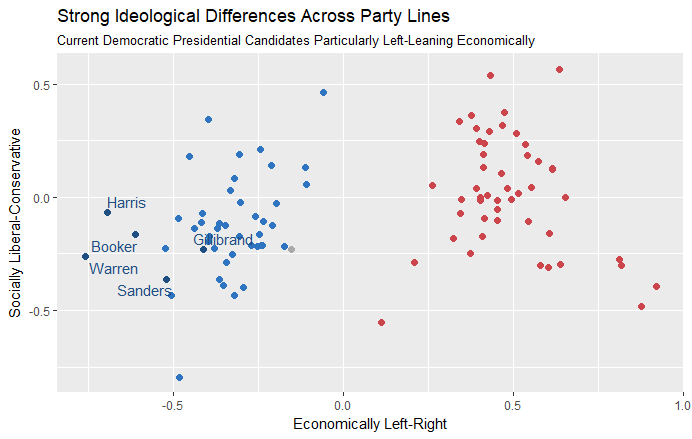 Strong Ideological Differences Across Party Lines
Current Democratic Presidential Candidates Particularly Left-Leaning Economically
Socially Liberal-Conservative
0.5
0.0
-0.5
Harris
Booker
Gillibrand
Warren
Sanders
-0.5
0.0
0.5
1.0
Economically Left-Right